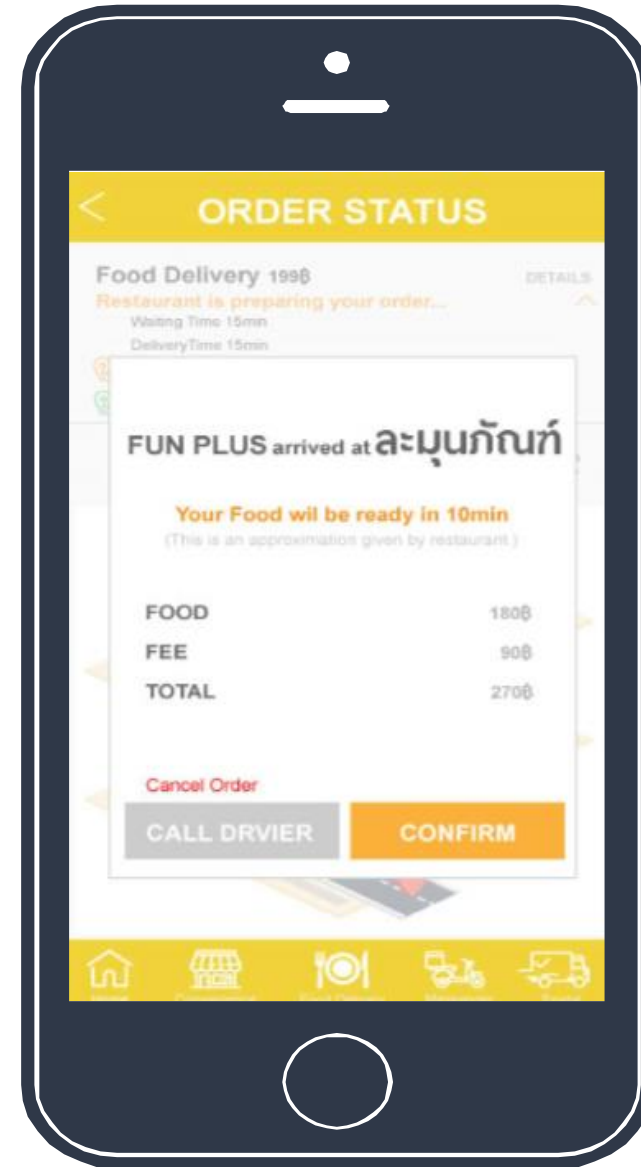 < ORDER STATUS
Food Delivery 199฿ DETAILS
Restaurant is preparing your order...
Waiting Time 15min
DeliveryTime 15min
FUN PLUS arrived at ละมุนภัณฑ์
Your Food wil be ready in 10min
(This is an approximation given by restaurant )
FOOD 180฿
FEE 90฿
TOTAL 270฿
Cancel Order
CALL DRVIER CONFIRM